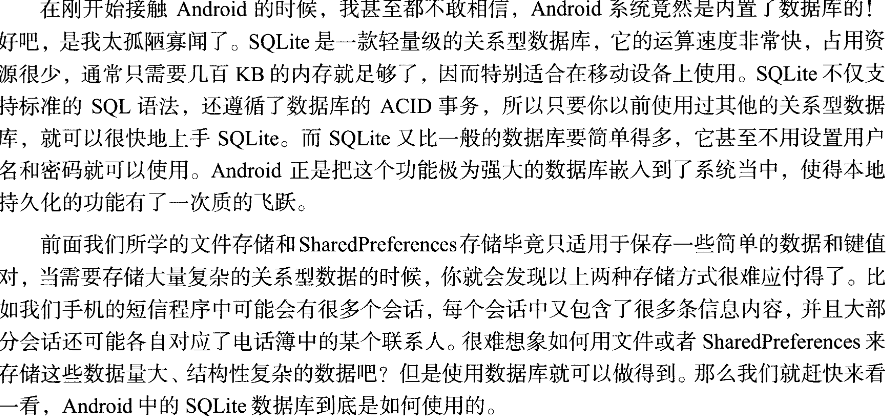 在刚开始接触 Android 的时候，我甚至都不敢相信，Android 系统竟然是内置了数据库的！
好吧，是我太孤陋寡闻了。SQLite 是一款轻量级的关系型数据库，它的运算速度非常快，占用资
源很少，通常只需要几百 KB 的内存就足够了，因而特别适合在移动设备上使用。SQLite 不仅支
持标准的 SQL 语法，还遵循了数据库的 ACID 事务，所以只要你以前使用过其他的关系型数据
库，就可以很快地上手 SQLite。而 SQLite 又比一般的数据库要简单得多，它甚至不用设置用户
名和密码就可以使用。Android 正是把这个功能极为强大的数据库嵌入到了系统当中，使得本地
持久化的功能有了一次质的飞跃。
前面我们所学的文件存储和SharedPreferences存储毕竟只适用于保存一些简单的数据和键值
对，当需要存储大量复杂的关系型数据的时候，你就会发现以上两种存储方式很难应付得了。比
如我们手机的短信程序中可能会有很多个会话，每个会话中又包含了很多条信息内容，并且大部
分会话还可能各自对应了电话簿中的某个联系人。很难想象如何用文件或者 SharedPreferences 来
存储这些数据量大、结构性复杂的数据吧？但是使用数据库就可以做得到。那么我们就赶快来看
一看，Android 中的 SQLite 数据库到底是如何使用的。